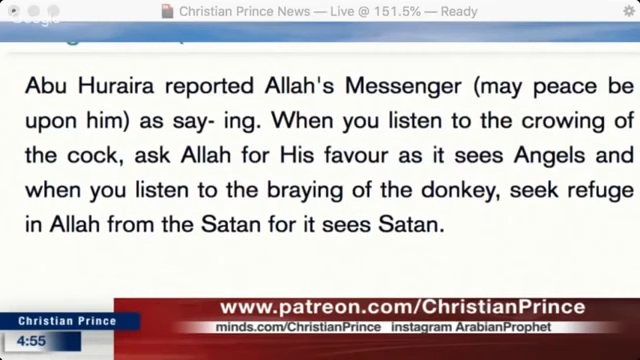 Christian Prince News — Live @ 151.5% — Ready
Google
Abu Huraira reported Allah's Messenger (may peace be
upon him) as say- ing. When you listen to the crowing of
the cock, ask Allah for His favour as it sees Angels and
when you listen to the braying of the donkey, seek refuge
in Allah from the Satan for it sees Satan.
www.patreon.com/ChristianPrince
Christian Prince
minds.com/ChristianPrince instagram ArabianProphet
4:55